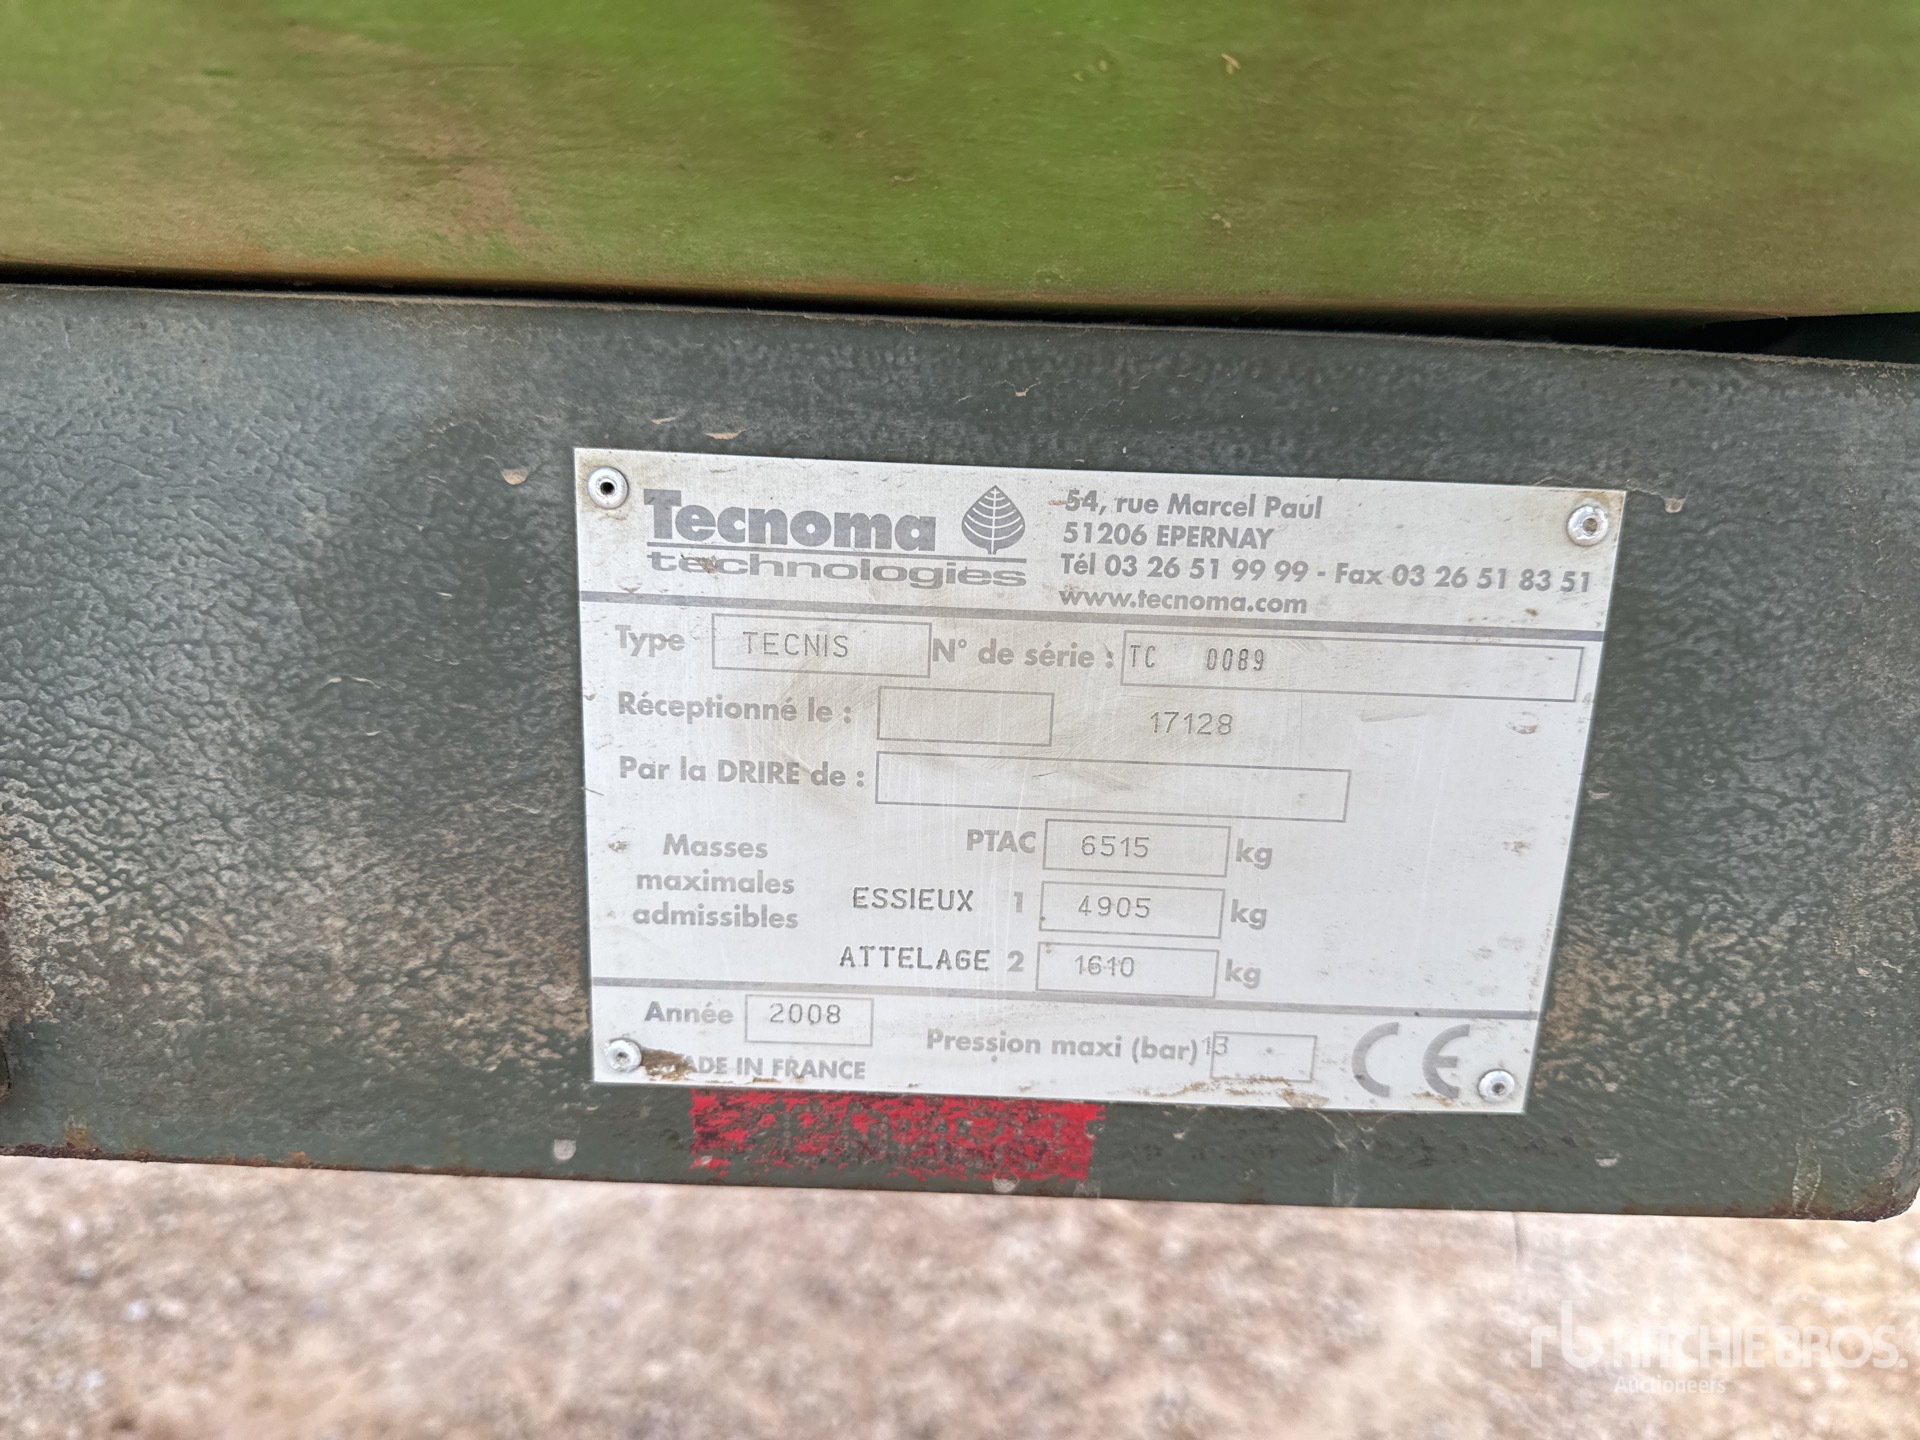 Tecnoma
technologies
54, rue Marcel Paul
51206 EPERNAY
Tél 03 26 51 99 99 - Fax 03 26 51 83 51
www.tecnoma.com
Type TECNIS N° de série : TC 0089
Réceptionné le : 17128
Par la DRIRE de :
Masses maximales admissibles
PTAC 6515 kg
ESSIEUX 1 4905 kg
ATTELAGE 2 1610 kg
Année 2008 Pression maxi (bar) 13 CE
MADE IN FRANCE
rb RITCHIE BROS.
Auctioneers